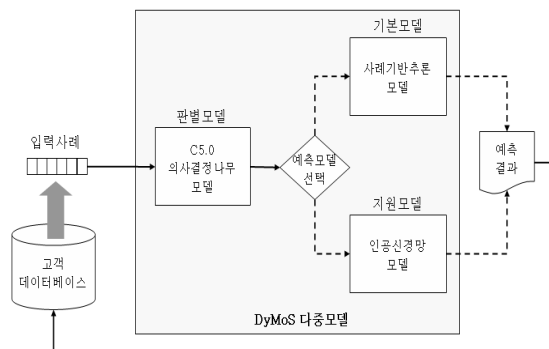 기본모델
사례기반추론
모델
판별모델
입력사례
C5.0
의사결정나무
모델
예측모델
선택
예측
결과
지원모델
인공신경망
모델
고객
데이터베이스
DyMoS 다중모델